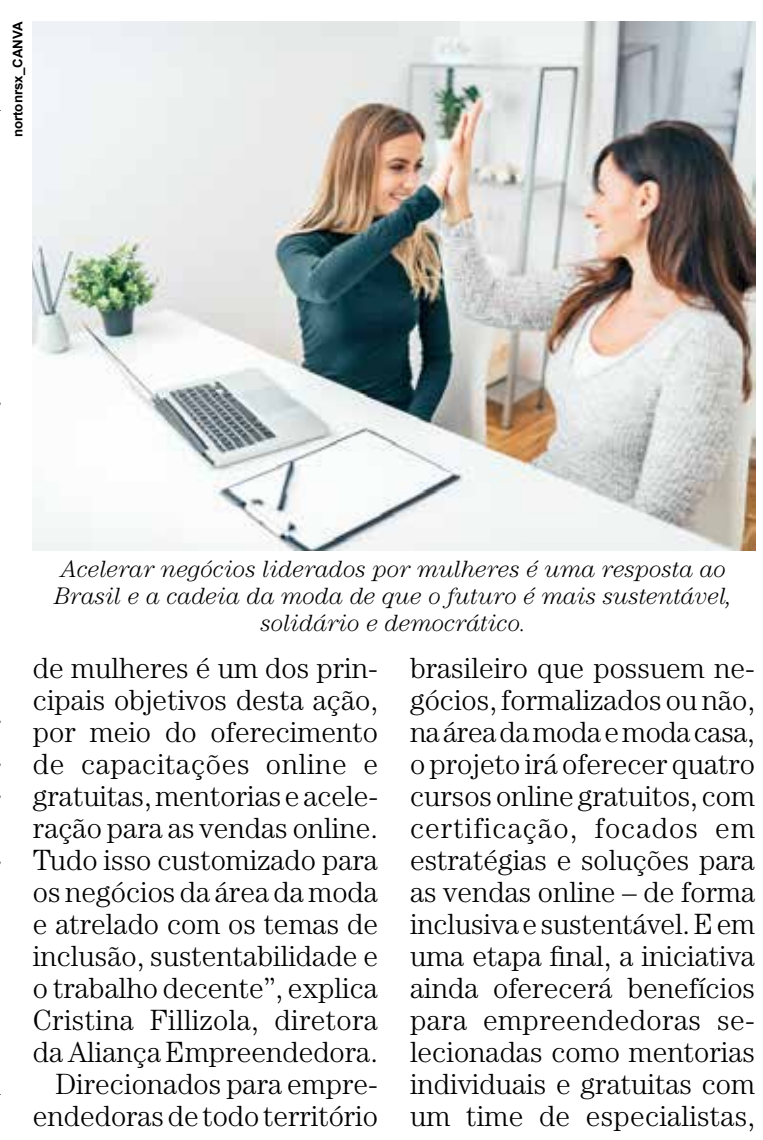 nortonrsx_CANVA
Acelerar negócios liderados por mulheres é uma resposta ao
Brasil e a cadeia da moda de que o futuro é mais sustentável,
solidário e democrático.
de mulheres é um dos prin-
cipais objetivos desta ação,
por meio do oferecimento
de capacitações online e
gratuitas, mentorias e acele-
ração para as vendas online.
Tudo isso customizado para
os negócios da área da moda
e atrelado com os temas de
inclusão, sustentabilidade e
o trabalho decente”, explica
Cristina Fillizola, diretora
da Aliança Empreendedora.
Direcionados para empre-
endedoras de todo território
brasileiro que possuem ne-
gócios, formalizados ou não,
na área da moda e moda casa,
o projeto irá oferecer quatro
cursos online gratuitos, com
certificação, focados em
estratégias e soluções para
as vendas online – de forma
inclusiva e sustentável. E em
uma etapa final, a iniciativa
ainda oferecerá benefícios
para empreendedoras se-
lecionadas como mentorias
individuais e gratuitas com
um time de especialistas,